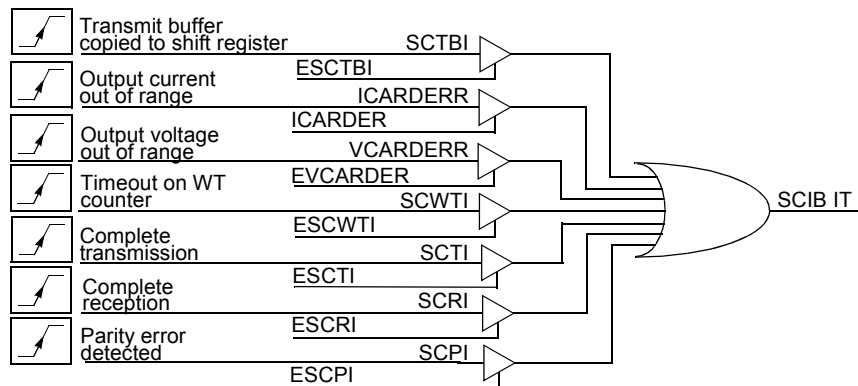 Transmit buffer
copied to shift register
SCTBI
ESCTBI
Output current
out of range
ICARDERR
ICARDER
Output voltage
out of range
VCARDERR
EVCARDER
Timeout on WT
counter
SCWTI
ESCWTI
SCIB IT
Complete
transmission
SCTI
ESCTI
Complete
reception
SCRI
ESCRI
Parity error
detected
SCPI
ESCPI